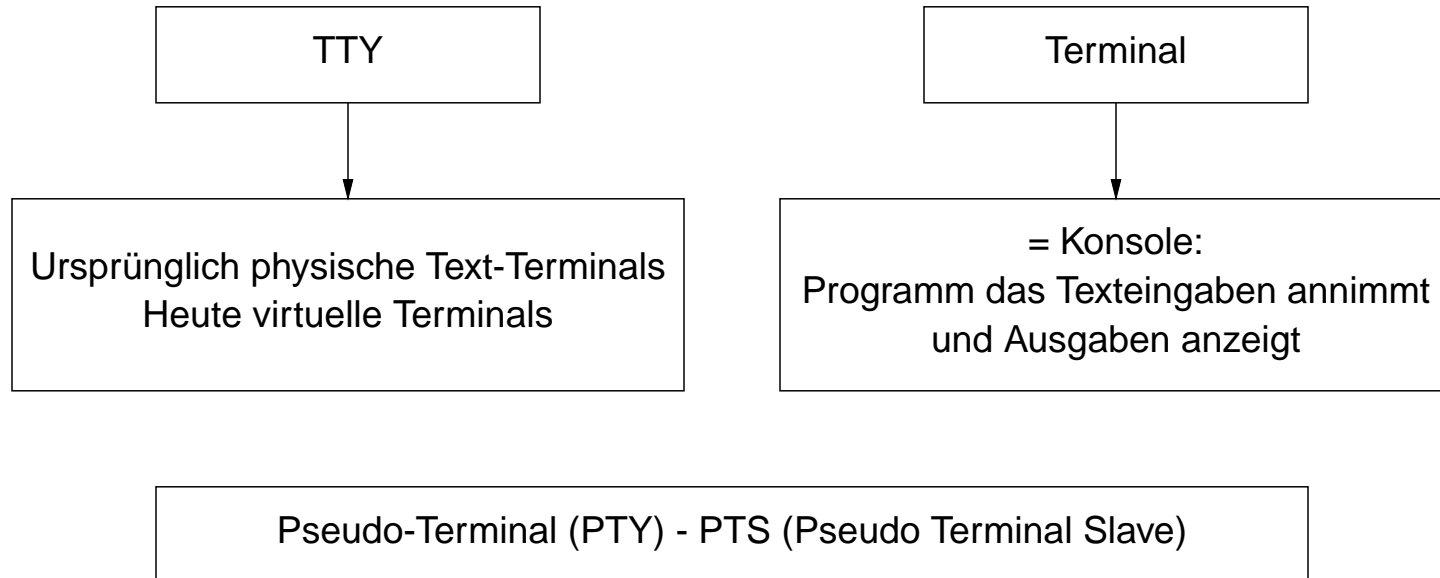 TTY
Terminal
Ursprünglich physische Text-Terminals
Heute virtuelle Terminals
= Konsole:
Programm das Texteingaben annimmt
und Ausgaben anzeigt
Pseudo-Terminal (PTY) - PTS (Pseudo Terminal Slave)